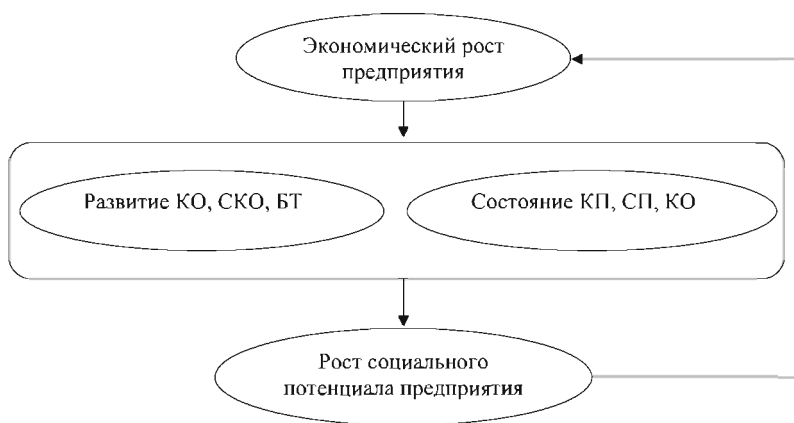 Экономический рост
предприятия
Развитие КО, СКО, БТ
Состояние КП, СП, КО
Рост социального
потенциала предприятия